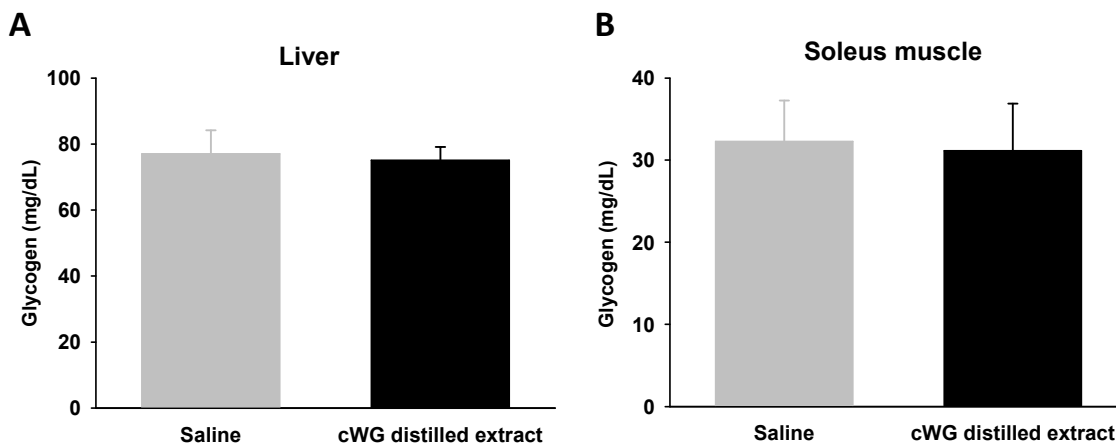 A
Liver
Glycogen (mg/dL)
100
80
60
40
20
0
Saline
cWG distilled extract
B
Soleus muscle
Glycogen (mg/dL)
40
30
20
10
0
Saline
cWG distilled extract